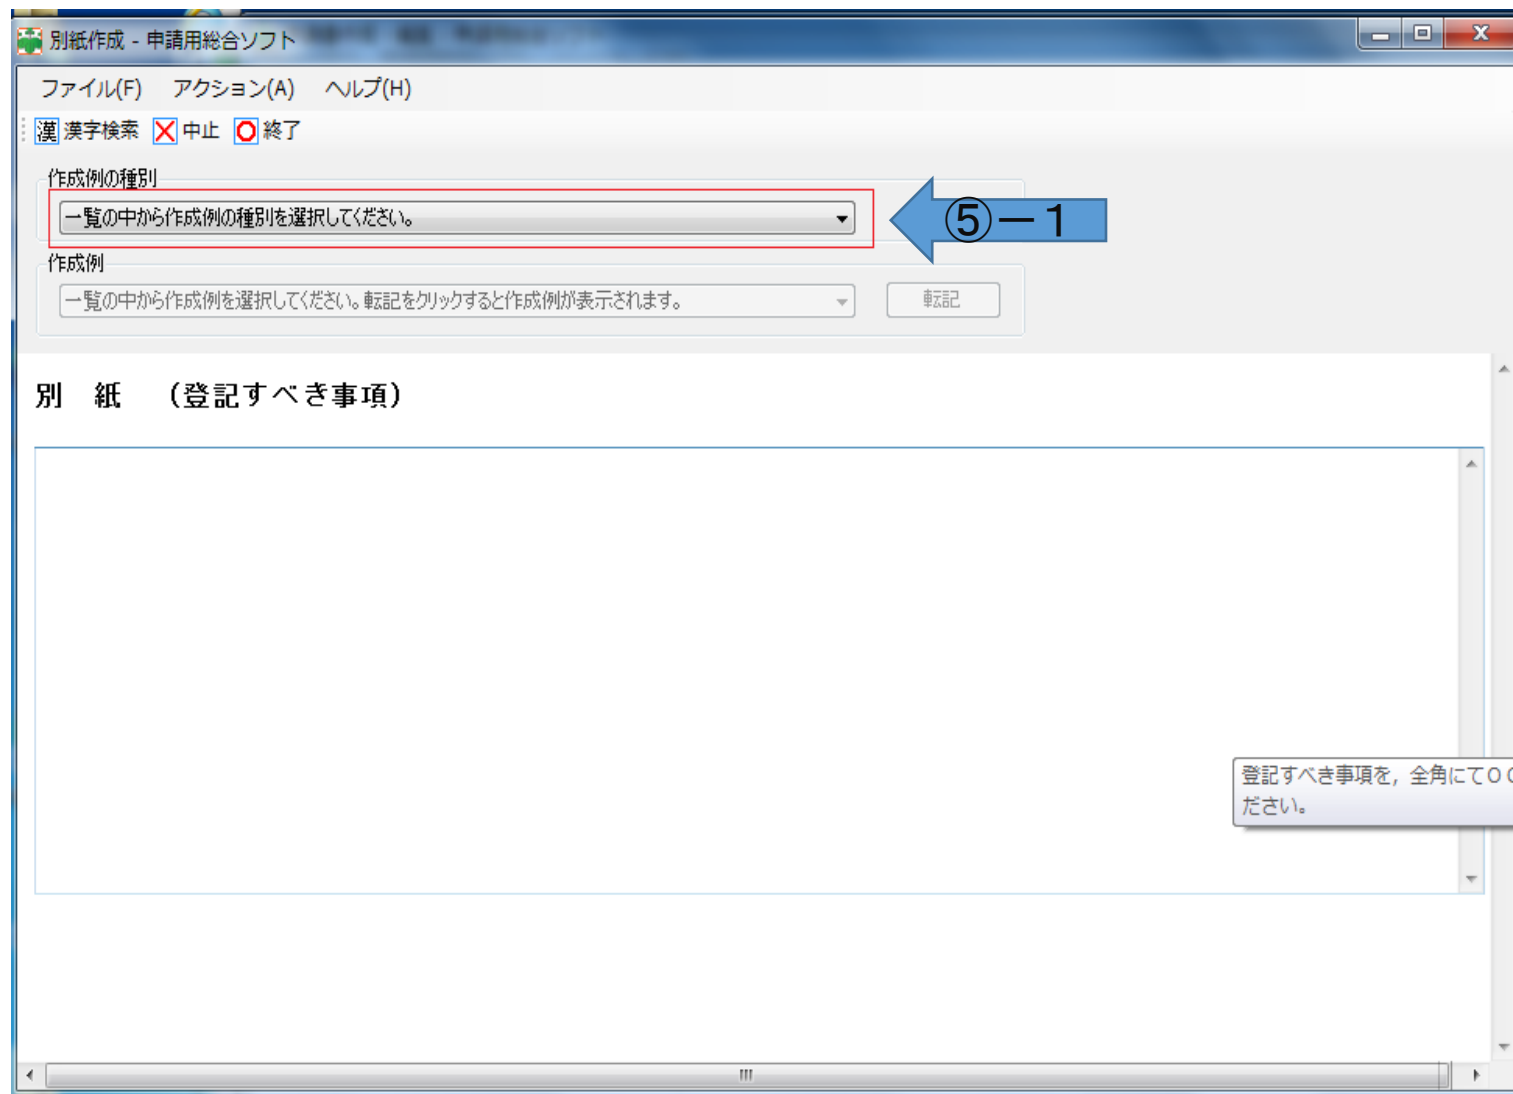 別紙作成 - 申請用総合ソフト
ファイル(F) アクション(A) ヘルプ(H)
漢 漢字検索 中止 終了
作成例の種別
一覧の中から作成例の種別を選択してください。
⑤－１
作成例
一覧の中から作成例を選択してください。転記をクリックすると作成例が表示されます。
転記
別　紙　（登記すべき事項）
登記すべき事項を，全角にて
ださい。